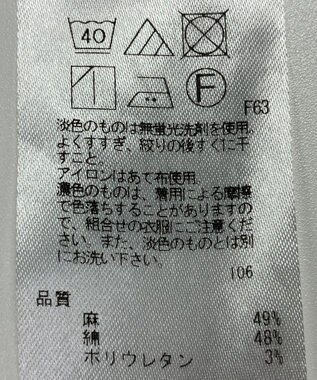 40
F
F63
淡色のものは無蛍光洗剤を使用。
よくすすぎ、絞りの後すぐに干
すこと。
アイロンはあて布使用。
濃色のものは、着用による摩擦
で色落ちすることがありますの
で、組合せの衣服にご注意くださ
い。また、淡色のものとは別
にお洗い下さい。
106
品質
麻 49%
綿 48%
ポリウレタン 3%